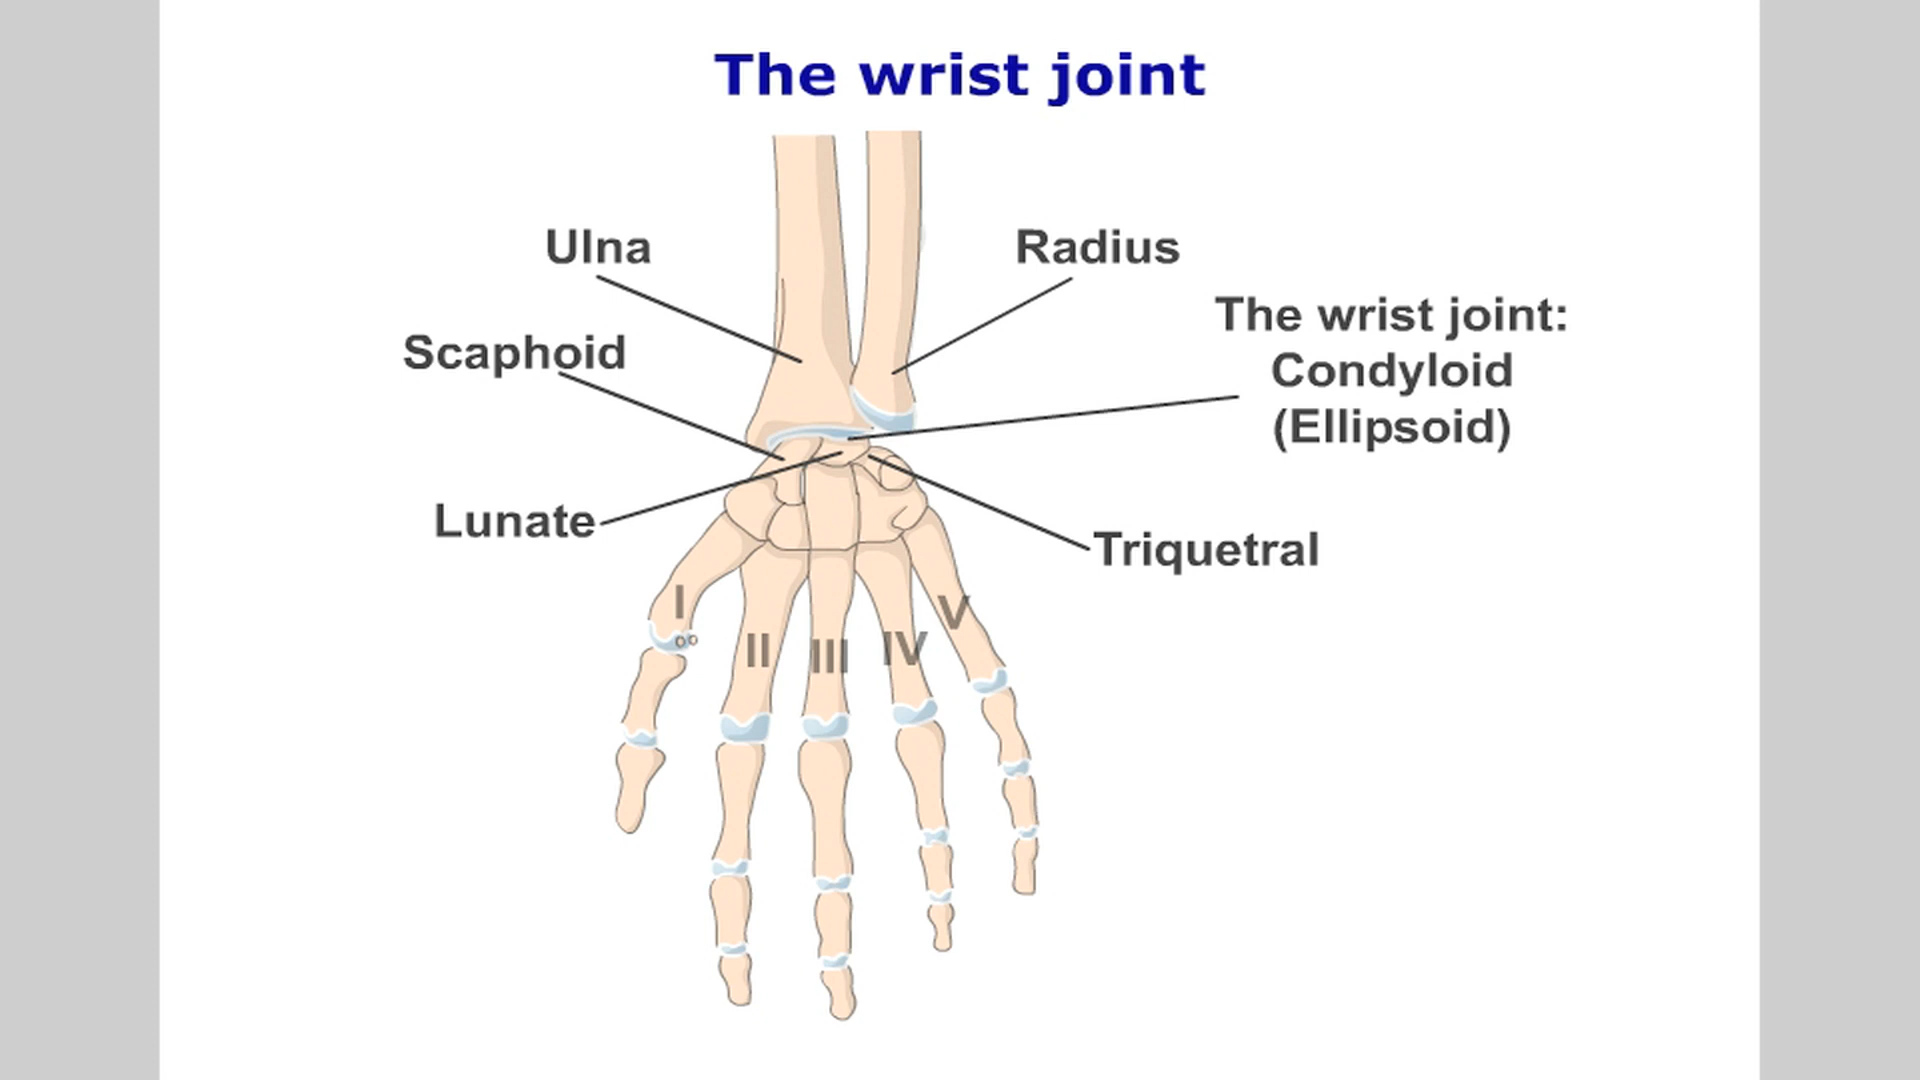 The wrist joint
Ulna
Radius
The wrist joint:
Condyloid
(Ellipsoid)
Scaphoid
Lunate
Triquetral
I
II
III
IV
V